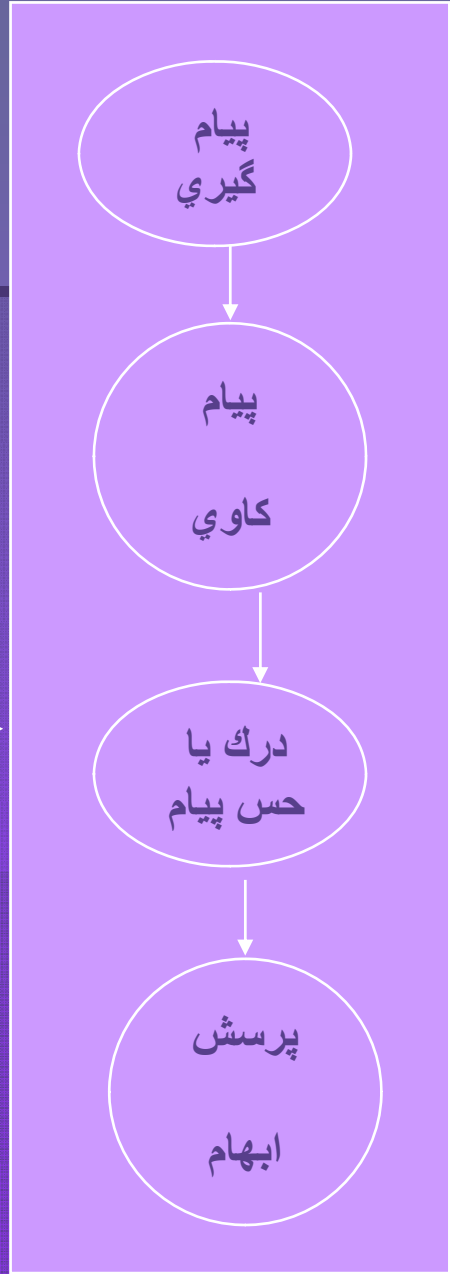 پيام
گيري
پيام
كاوي
درك يا
حس پيام
پرسش
ابهام